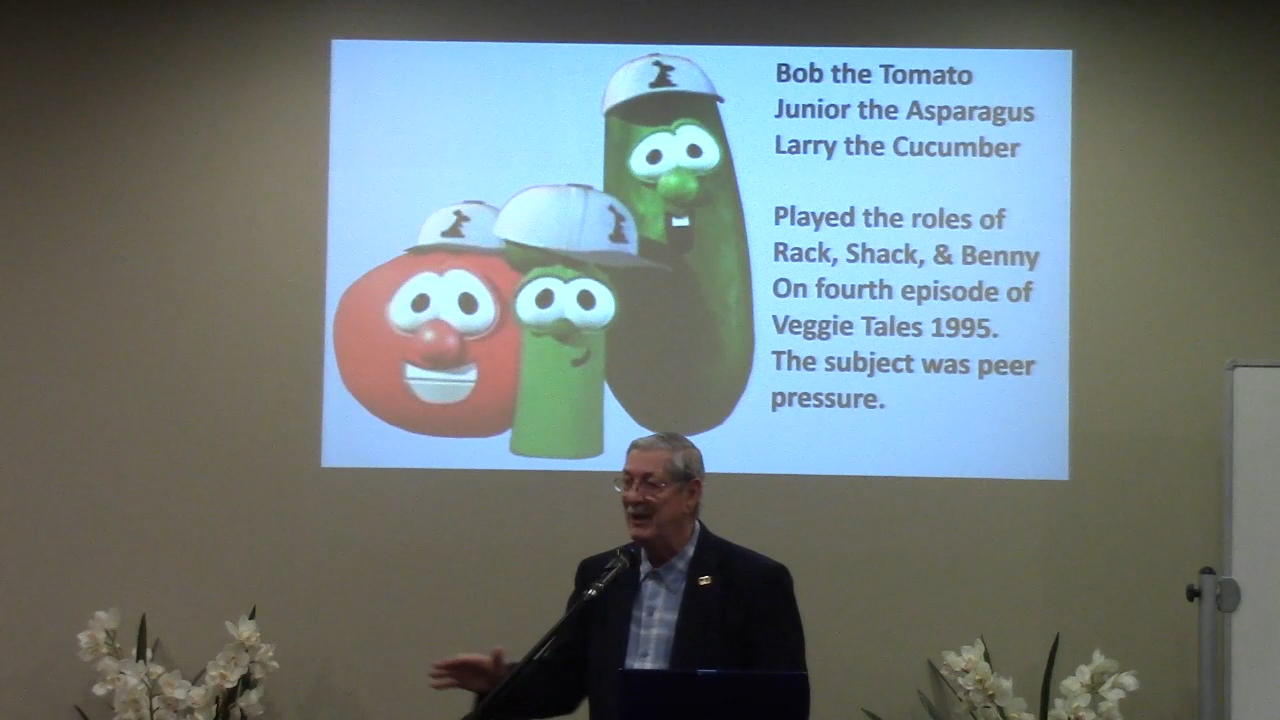 Bob the Tomato
Junior the Asparagus
Larry the Cucumber
Played the roles of
Rack, Shack, & Benny
On fourth episode of
Veggie Tales 1995.
The subject was peer
pressure.